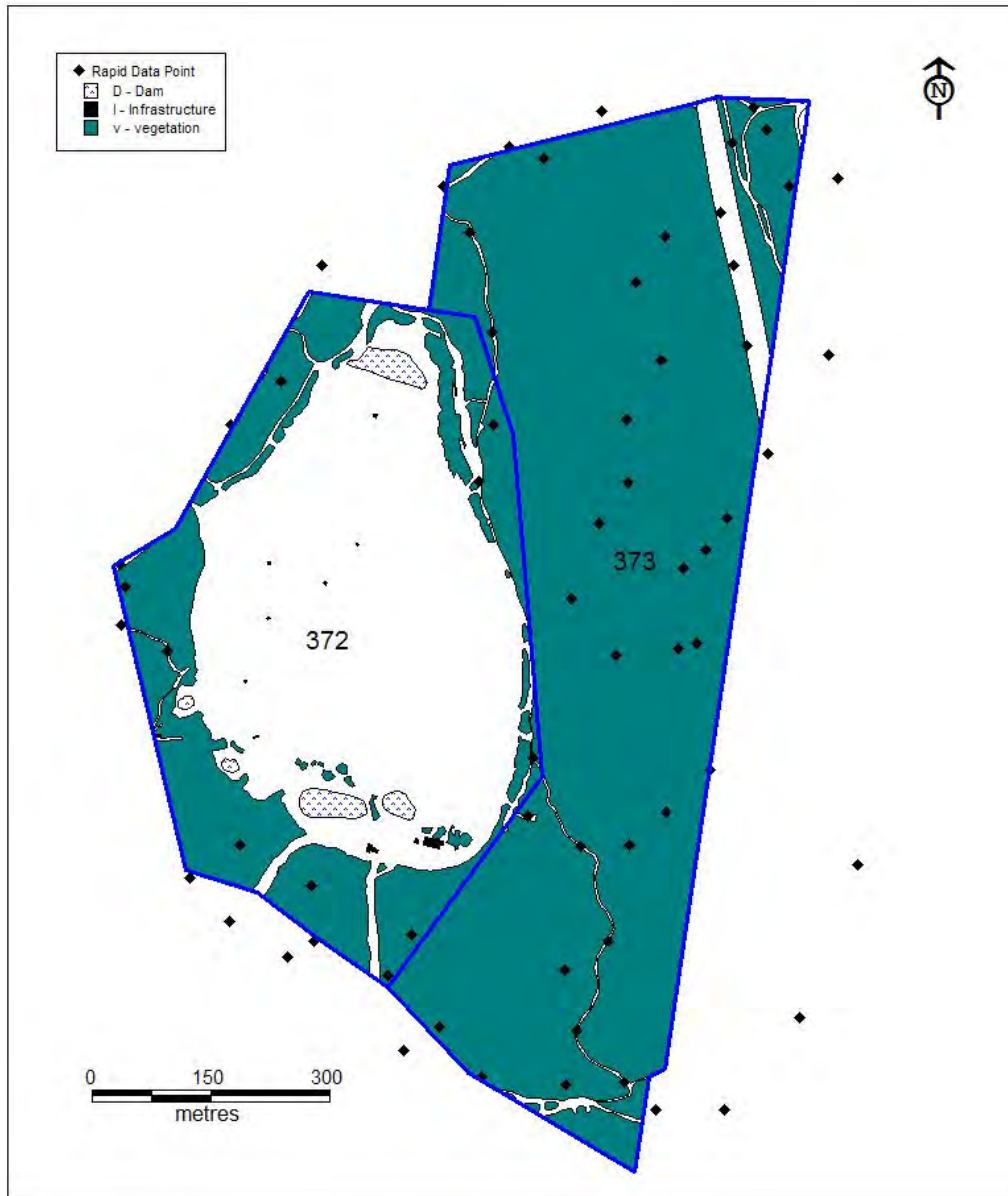 Rapid Data Point
D - Dam
I - Infrastructure
v - vegetation
N
373
372
0 150 300
metres